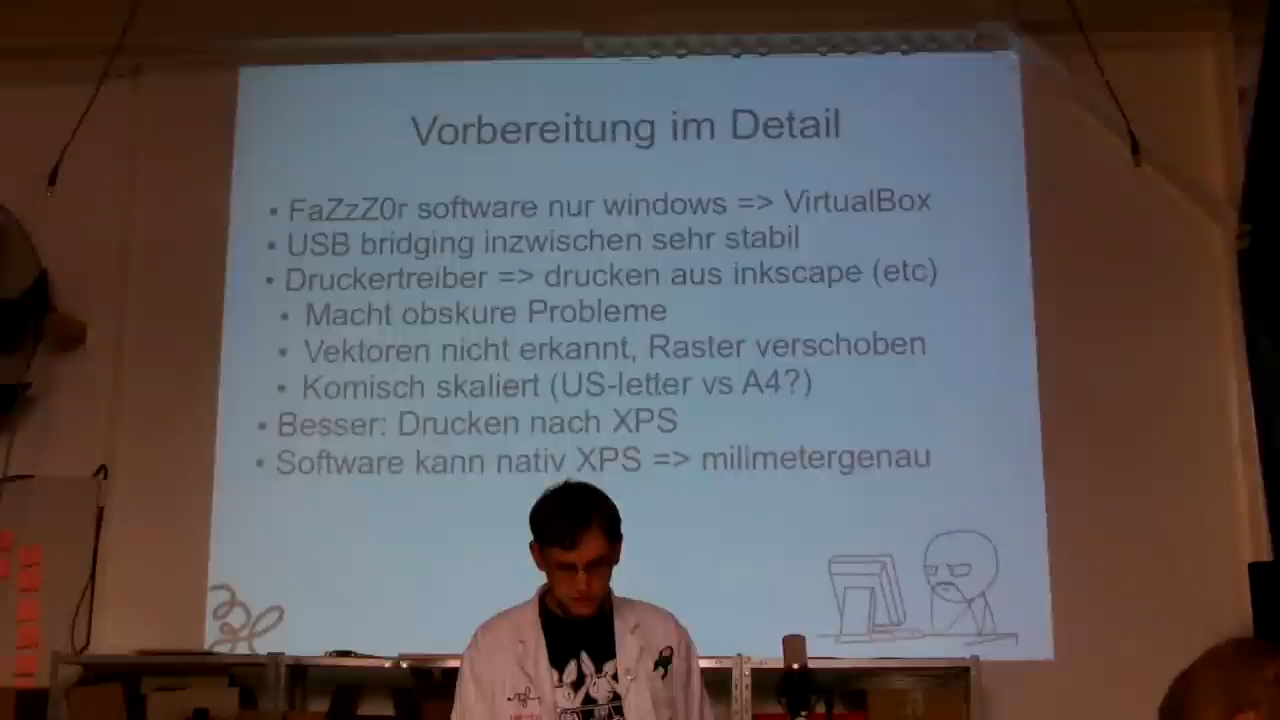 Vorbereitung im Detail
• FaZzZ0r software nur windows => VirtualBox
• USB bridging inzwischen sehr stabil
• Druckertreiber => drucken aus inkscape (etc)
• Macht obskure Probleme
• Vektoren nicht erkannt, Raster verschoben
• Komisch skaliert (US-letter vs A4?)
• Besser: Drucken nach XPS
• Software kann nativ XPS => millmetergenau